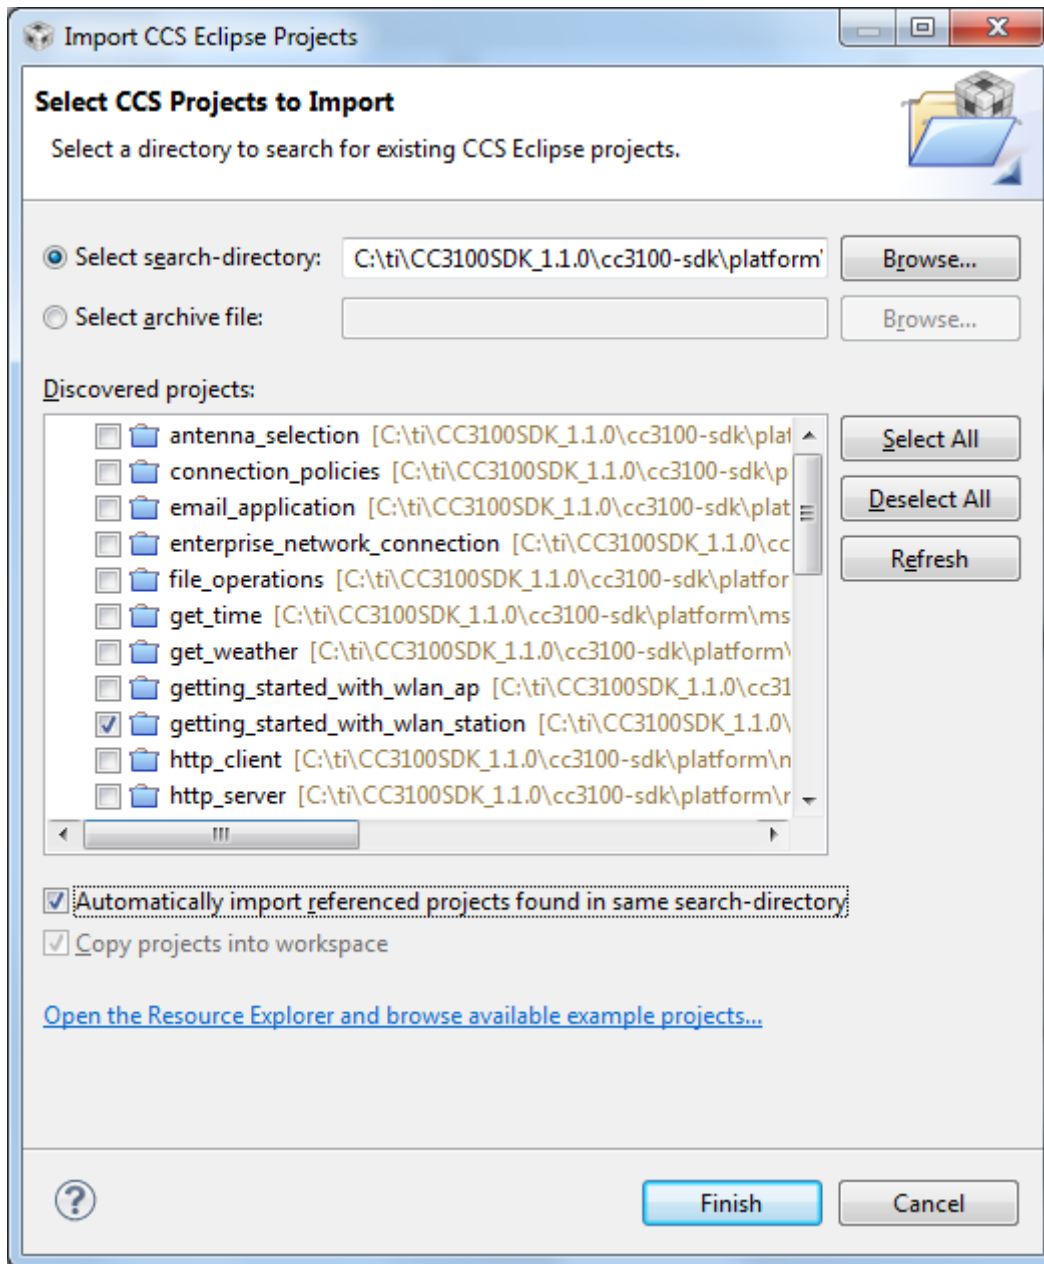 Import CCS Eclipse Projects
Select CCS Projects to Import
Select a directory to search for existing CCS Eclipse projects.
Select search-directory: C:\ti\CC3100SDK_1.1.0\cc3100-sdk\platform\ Browse...
Select archive file: Browse...
Discovered projects:
antenna_selection [C:\ti\CC3100SDK_1.1.0\cc3100-sdk\plat
connection_policies [C:\ti\CC3100SDK_1.1.0\cc3100-sdk\p
email_application [C:\ti\CC3100SDK_1.1.0\cc3100-sdk\plat
enterprise_network_connection [C:\ti\CC3100SDK_1.1.0\cc
file_operations [C:\ti\CC3100SDK_1.1.0\cc3100-sdk\platfor
get_time [C:\ti\CC3100SDK_1.1.0\cc3100-sdk\platform\ms
get_weather [C:\ti\CC3100SDK_1.1.0\cc3100-sdk\platform\
getting_started_with_wlan_ap [C:\ti\CC3100SDK_1.1.0\cc31
getting_started_with_wlan_station [C:\ti\CC3100SDK_1.1.0\
http_client [C:\ti\CC3100SDK_1.1.0\cc3100-sdk\platform\n
http_server [C:\ti\CC3100SDK_1.1.0\cc3100-sdk\platform\r
Select All
Deselect All
Refresh
Automatically import referenced projects found in same search-directory
Copy projects into workspace
Open the Resource Explorer and browse available example projects...
? Finish Cancel